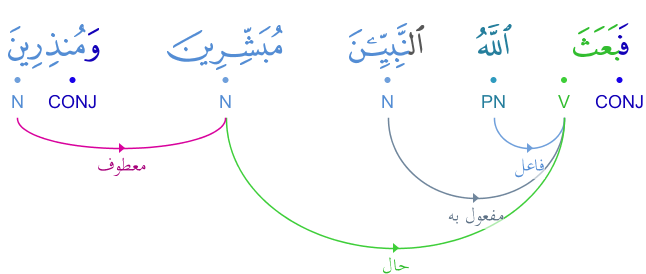 فَبَعَثَ ٱللَّهُ ٱلنَّبِيِّـۧنَ مُبَشِّرِينَ وَمُنذِرِينَ
CONJ V PN N N CONJ N
فاعل
معطوف
مفعول به
حال